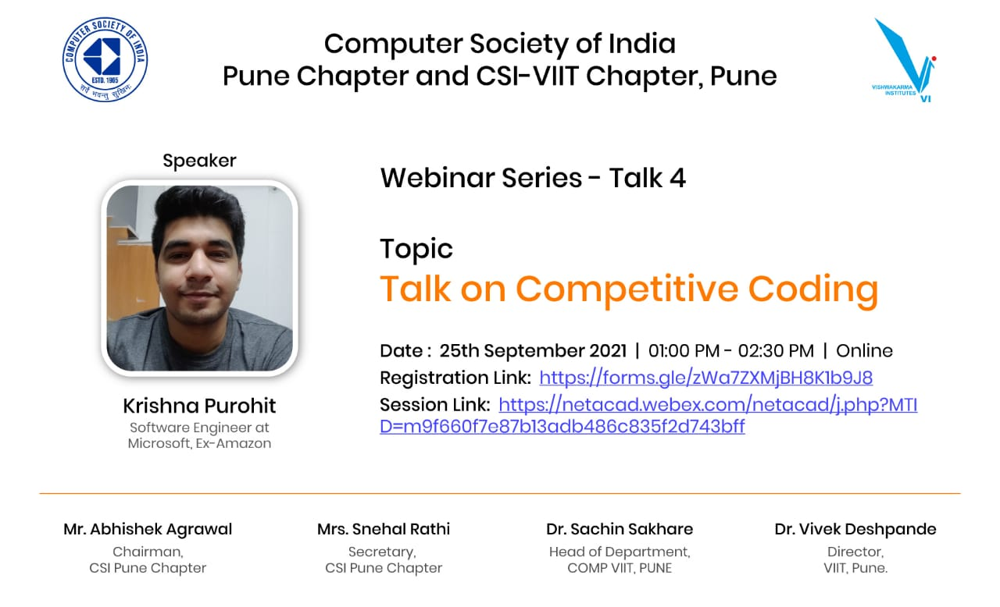 COMPUTER SOCIETY OF INDIA
ESTD. 1965
सर्वे भवन्तु सुखिनः
Computer Society of India
Pune Chapter and CSI-VIIT Chapter, Pune
VISHWAKARMA
INSTITUTES
VI
Speaker
Webinar Series - Talk 4
Topic
Talk on Competitive Coding
Date : 25th September 2021 | 01:00 PM - 02:30 PM | Online
Registration Link: https://forms.gle/zWa7ZXMjBH8K1b9J8
Session Link: https://netacad.webex.com/netacad/j.php?MTI
D=m9f660f7e87b13adb486c835f2d743bff
Krishna Purohit
Software Engineer at
Microsoft, Ex-Amazon
Mr. Abhishek Agrawal
Chairman,
CSI Pune Chapter
Mrs. Snehal Rathi
Secretary,
CSI Pune Chapter
Dr. Sachin Sakhare
Head of Department,
COMP VIIT, PUNE
Dr. Vivek Deshpande
Director,
VIIT, Pune.